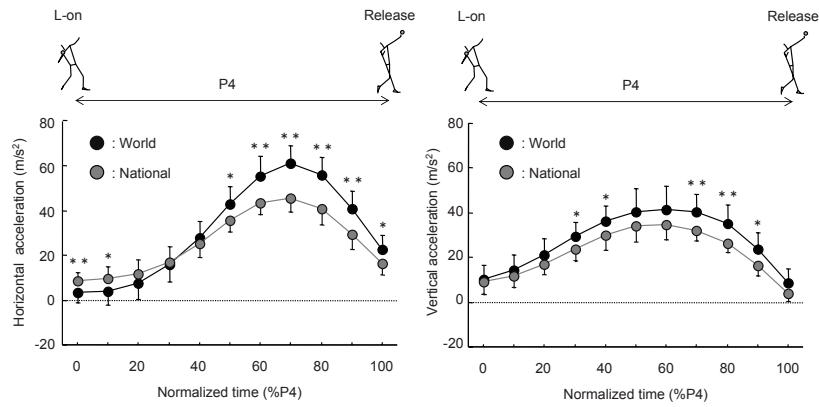 L-on
Release
P4
Horizontal acceleration (m/s²)
80
60
40
20
0
-20
: World
: National
* *
*
*
* *
* *
* *
* *
*
0
20
40
60
80
100
Normalized time (%P4)
L-on
Release
P4
Vertical acceleration (m/s²)
80
60
40
20
0
-20
: World
: National
*
*
* *
* *
*
0
20
40
60
80
100
Normalized time (%P4)